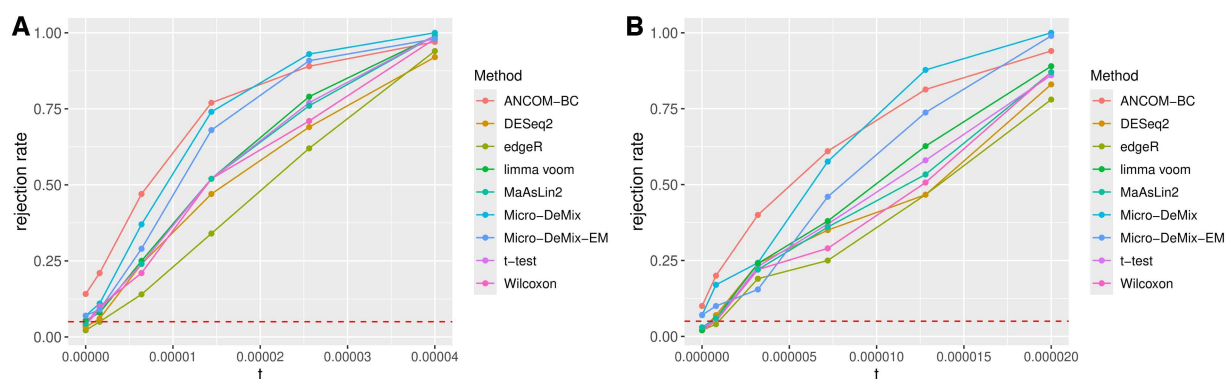 A
1.00
0.75
0.50
0.25
0.00
rejection rate
0.00000
0.00001
0.00002
0.00003
0.00004
t
Method
ANCOM-BC
DESeq2
edgeR
limma voom
MaAsLin2
Micro-DeMix
Micro-DeMix-EM
t-test
Wilcoxon
B
1.00
0.75
0.50
0.25
0.00
rejection rate
0.000000
0.000005
0.000010
0.000015
0.000020
t
Method
ANCOM-BC
DESeq2
edgeR
limma voom
MaAsLin2
Micro-DeMix
Micro-DeMix-EM
t-test
Wilcoxon